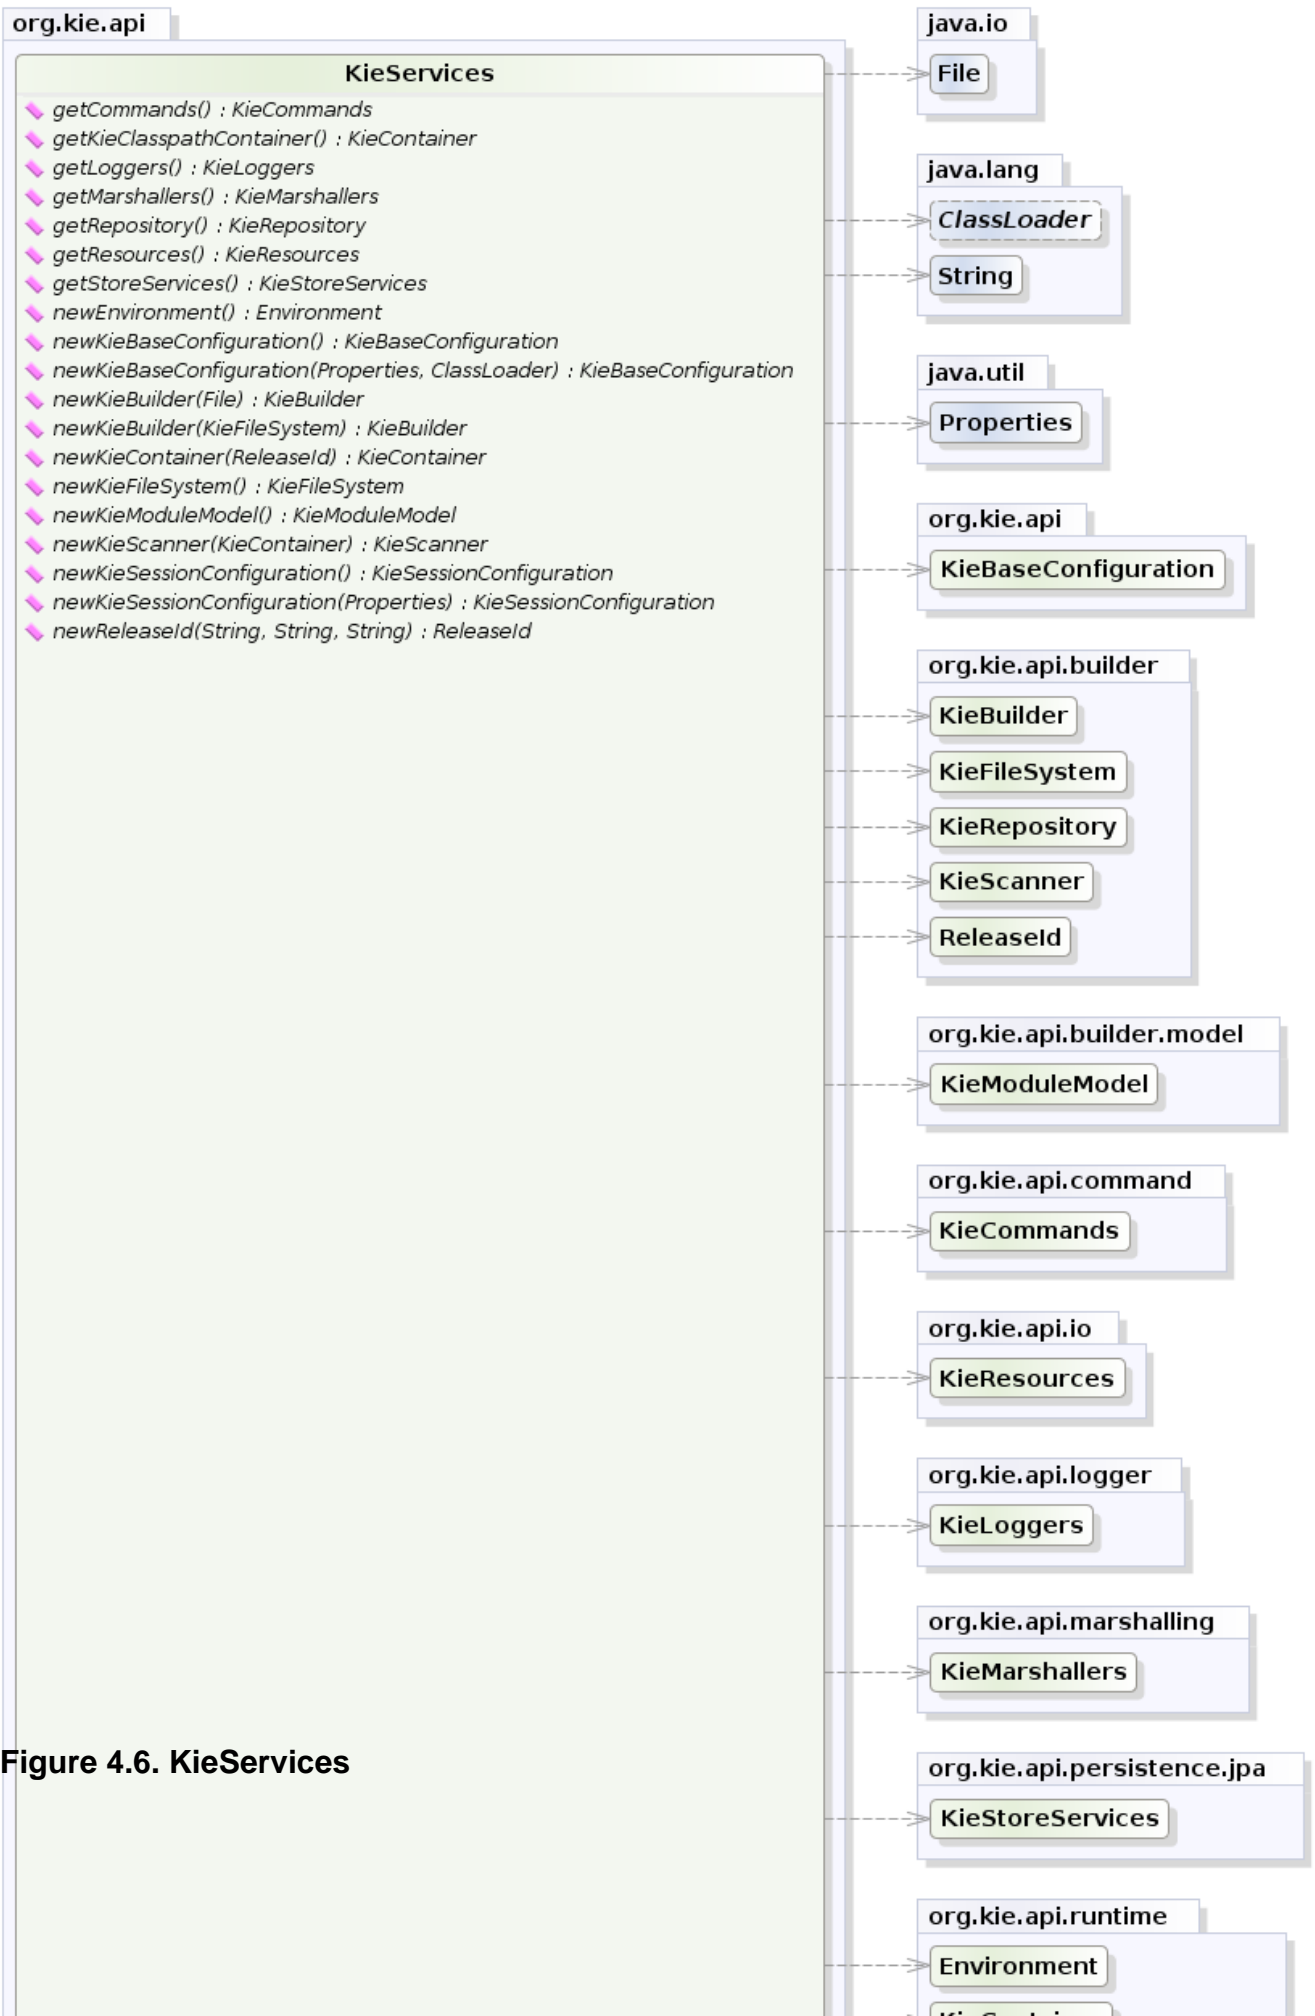 org.kie.api
KieServices
getCommands() : KieCommands
getKieClasspathContainer() : KieContainer
getLoggers() : KieLoggers
getMarshallers() : KieMarshallers
getRepository() : KieRepository
getResources() : KieResources
getStoreServices() : KieStoreServices
newEnvironment() : Environment
newKieBaseConfiguration() : KieBaseConfiguration
newKieBaseConfiguration(Properties, ClassLoader) : KieBaseConfiguration
newKieBuilder(File) : KieBuilder
newKieBuilder(KieFileSystem) : KieBuilder
newKieContainer(ReleaseId) : KieContainer
newKieFileSystem() : KieFileSystem
newKieModuleModel() : KieModuleModel
newKieScanner(KieContainer) : KieScanner
newKieSessionConfiguration() : KieSessionConfiguration
newKieSessionConfiguration(Properties) : KieSessionConfiguration
newReleaseId(String, String, String) : ReleaseId
Figure 4.6. KieServices
java.io
File
java.lang
ClassLoader
String
java.util
Properties
org.kie.api
KieBaseConfiguration
org.kie.api.builder
KieBuilder
KieFileSystem
KieRepository
KieScanner
ReleaseId
org.kie.api.builder.model
KieModuleModel
org.kie.api.command
KieCommands
org.kie.api.io
KieResources
org.kie.api.logger
KieLoggers
org.kie.api.marshalling
KieMarshallers
org.kie.api.persistence.jpa
KieStoreServices
org.kie.api.runtime
Environment